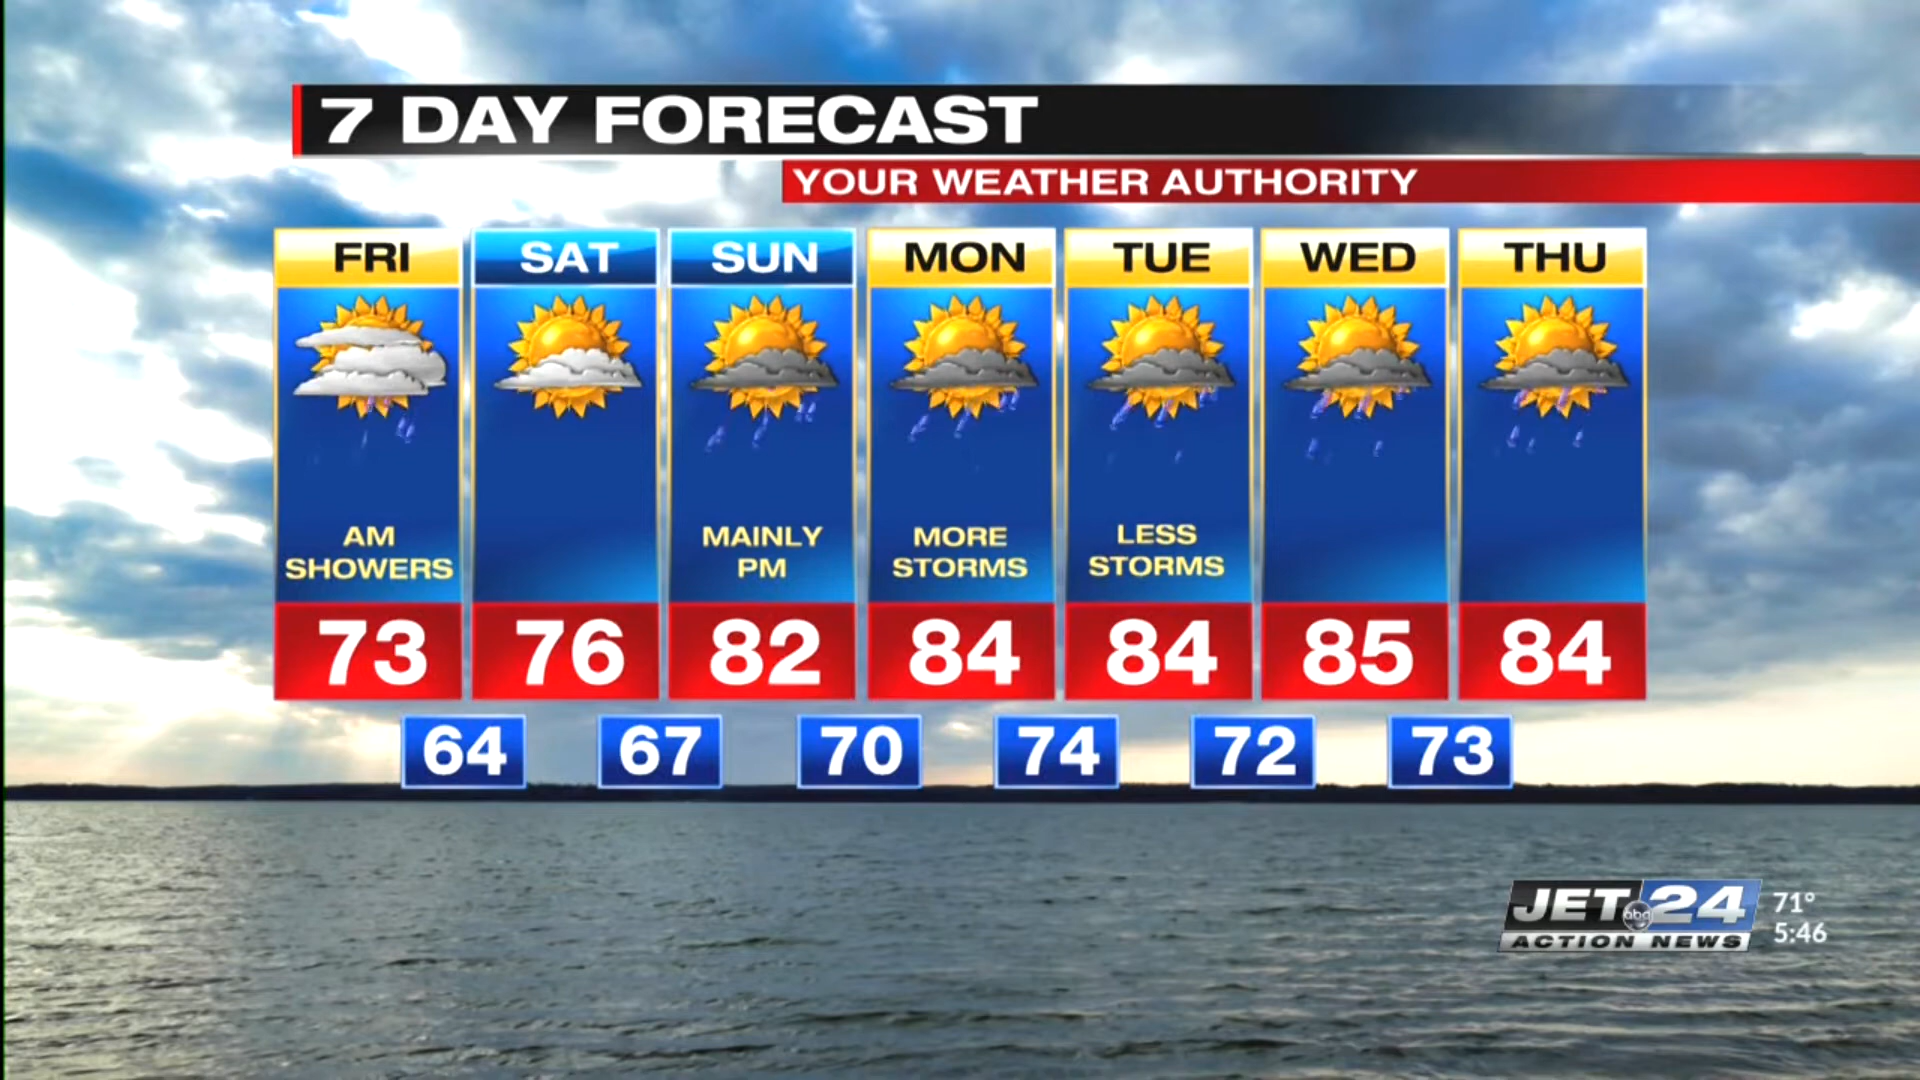 7 DAY FORECAST
YOUR WEATHER AUTHORITY
FRI SAT SUN MON TUE WED THU
AM SHOWERS
MAINLY PM
MORE STORMS
LESS STORMS
73 76 82 84 84 85 84
64 67 70 74 72 73
JET abc 24 71°
ACTION NEWS 5:46